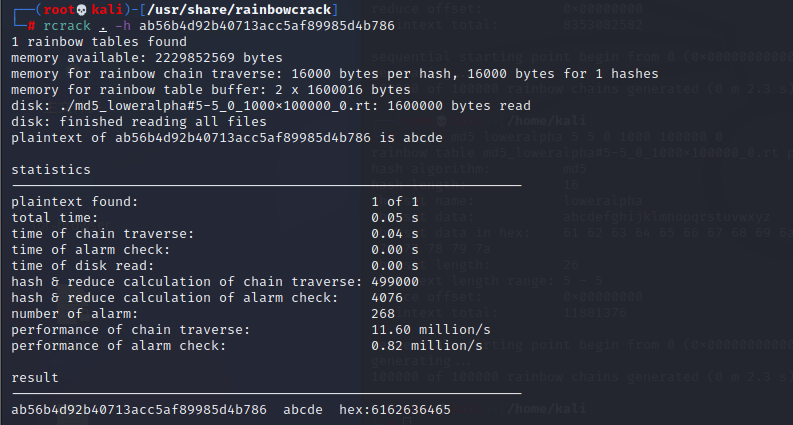 ┌──(root💀kali)-[/usr/share/rainbowcrack]
└─# rcrack . -h ab56b4d92b40713acc5af89985d4b786
1 rainbow tables found
memory available: 2229852569 bytes
memory for rainbow chain traverse: 16000 bytes per hash, 16000 bytes for 1 hashes
memory for rainbow table buffer: 2 x 1600016 bytes
disk: ./md5_loweralpha#5-5_0_1000×100000_0.rt: 1600000 bytes read
disk: finished reading all files
plaintext of ab56b4d92b40713acc5af89985d4b786 is abcde
statistics
plaintext found: 1 of 1
total time: 0.05 s
time of chain traverse: 0.04 s
time of alarm check: 0.00 s
time of disk read: 0.00 s
hash & reduce calculation of chain traverse: 499000
hash & reduce calculation of alarm check: 4076
number of alarm: 268
performance of chain traverse: 11.60 million/s
performance of alarm check: 0.82 million/s
result
ab56b4d92b40713acc5af89985d4b786 abcde hex:6162636465